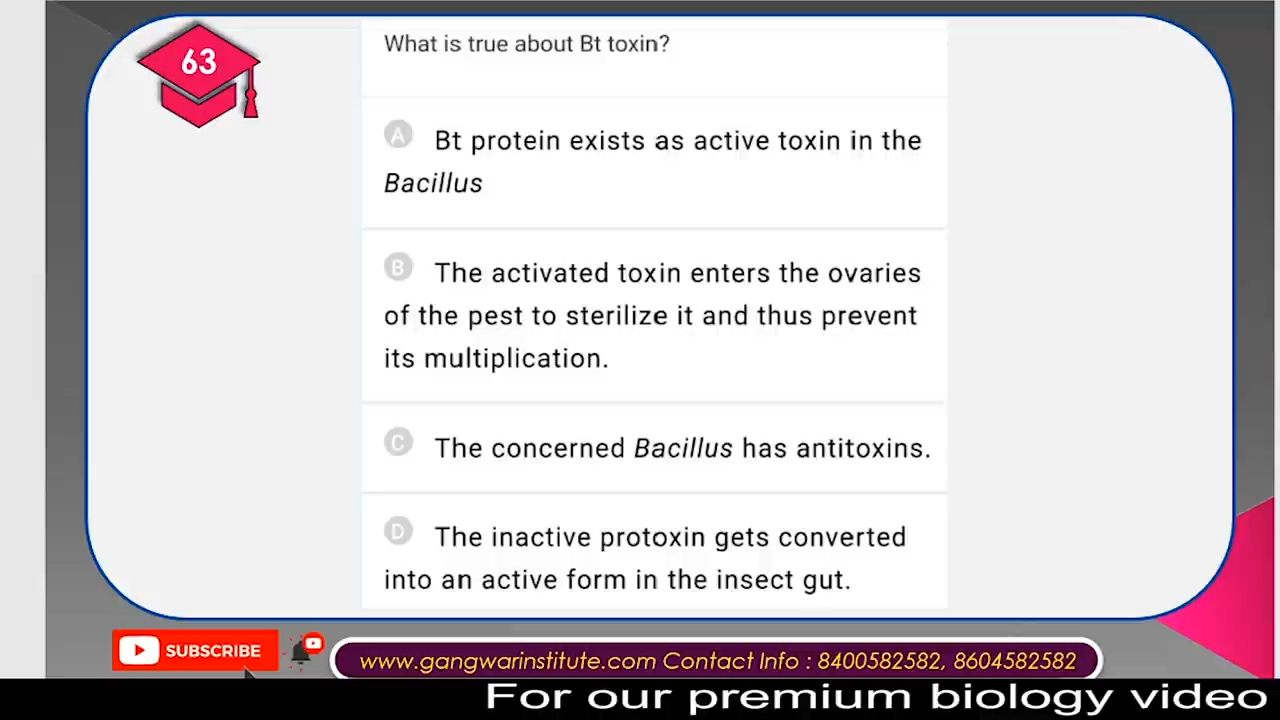 63
What is true about Bt toxin?
A Bt protein exists as active toxin in the
Bacillus
B The activated toxin enters the ovaries
of the pest to sterilize it and thus prevent
its multiplication.
C The concerned Bacillus has antitoxins.
D The inactive protoxin gets converted
into an active form in the insect gut.
SUBSCRIBE
www.gangwarinstitute.com Contact Info : 8400582582, 8604582582
For our premium biology video